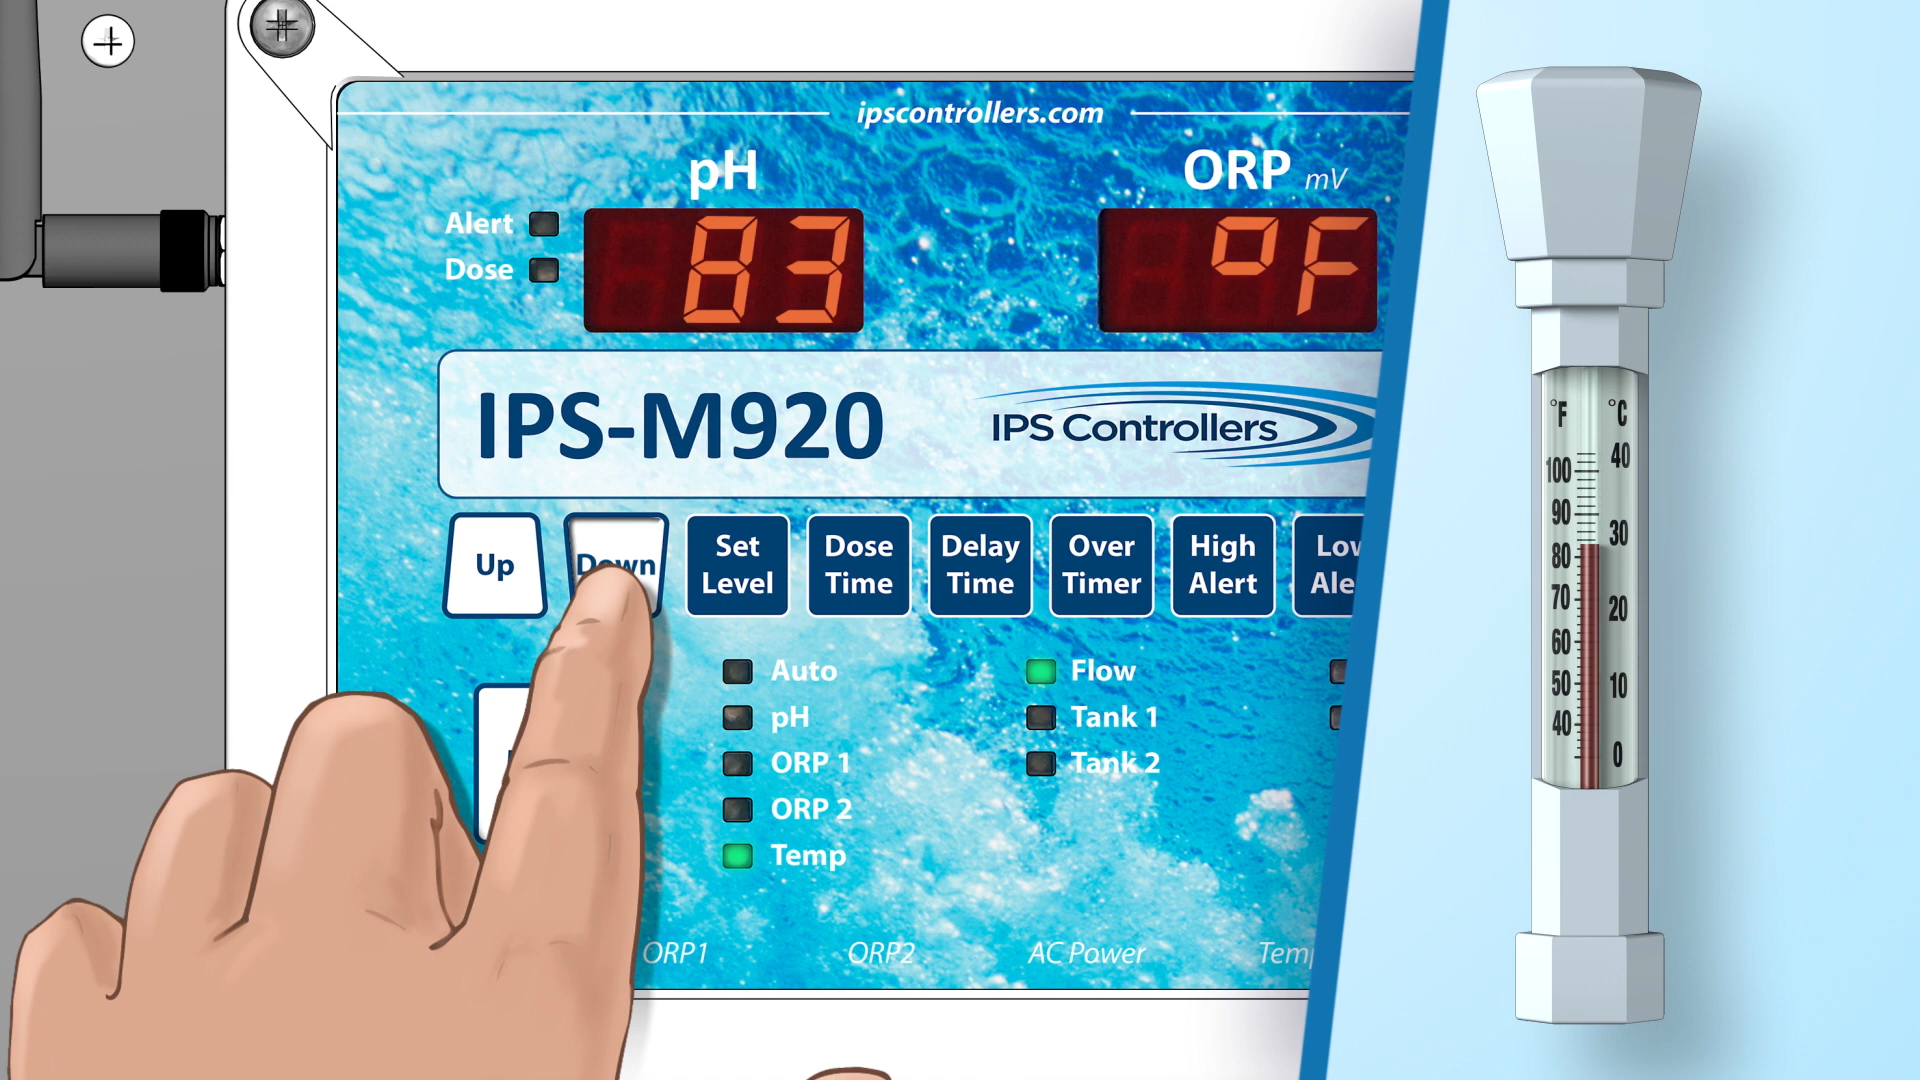 ipscontrollers.com
pH
ORP mV
Alert
Dose
83
°F
IPS-M920
IPS Controllers
Up
Down
Set
Level
Dose
Time
Delay
Time
Over
Timer
High
Alert
Auto
pH
ORP 1
ORP 2
Temp
Flow
Tank 1
Tank 2
ORP1
ORP2
AC Power
°F
°C
100
90
80
70
60
50
40
40
30
20
10
0